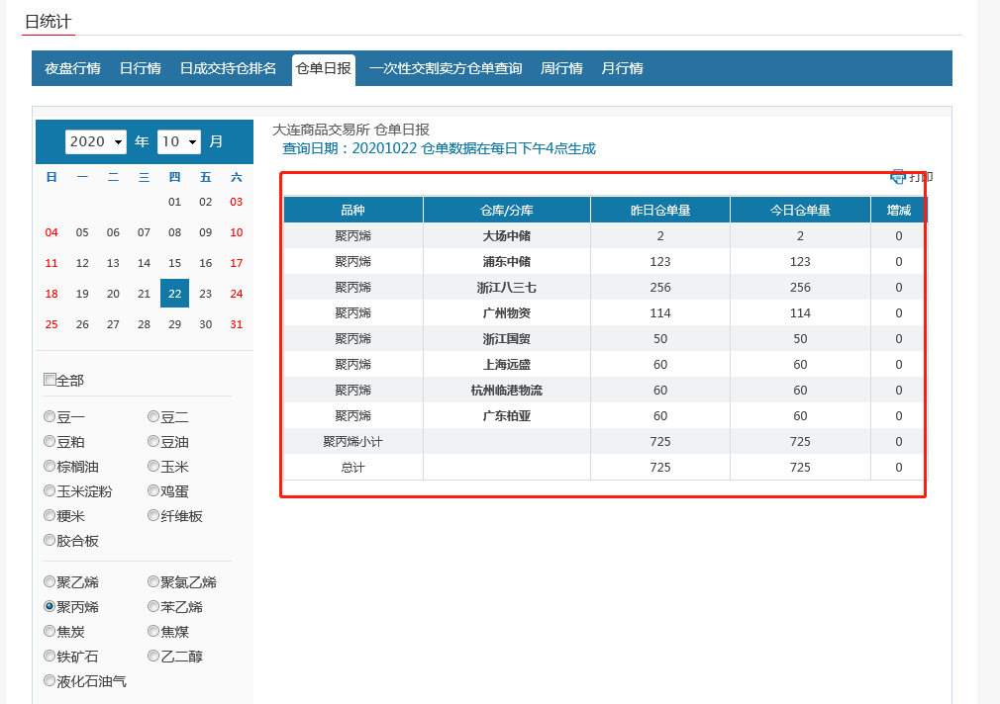 日统计
夜盘行情 日行情 日成交持仓排名 仓单日报 一次性交割卖方仓单查询 周行情 月行情
2020 年 10 月
日 一 二 三 四 五 六
01 02 03
04 05 06 07 08 09 10
11 12 13 14 15 16 17
18 19 20 21 22 23 24
25 26 27 28 29 30 31
全部
豆一 豆二
豆粕 豆油
棕榈油 玉米
玉米淀粉 鸡蛋
粳米 纤维板
胶合板
聚乙烯 聚氯乙烯
聚丙烯 苯乙烯
焦炭 焦煤
铁矿石 乙二醇
液化石油气
大连商品交易所 仓单日报
查询日期：20201022 仓单数据在每日下午4点生成
打印
品种 仓库/分库 昨日仓单量 今日仓单量 增减
聚丙烯 大场中储 2 2 0
聚丙烯 浦东中储 123 123 0
聚丙烯 浙江八三七 256 256 0
聚丙烯 广州物资 114 114 0
聚丙烯 浙江国贸 50 50 0
聚丙烯 上海远盛 60 60 0
聚丙烯 杭州临港物流 60 60 0
聚丙烯 广东柏亚 60 60 0
聚丙烯小计 725 725 0
总计 725 725 0